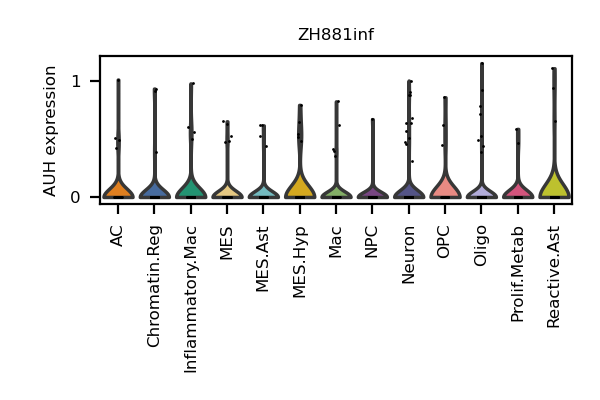 ZH881inf
AUH expression
1
0
AC
Chromatin.Reg
Inflammatory.Mac
MES
MES.Ast
MES.Hyp
Mac
NPC
Neuron
OPC
Oligo
Prolif.Metab
Reactive.Ast